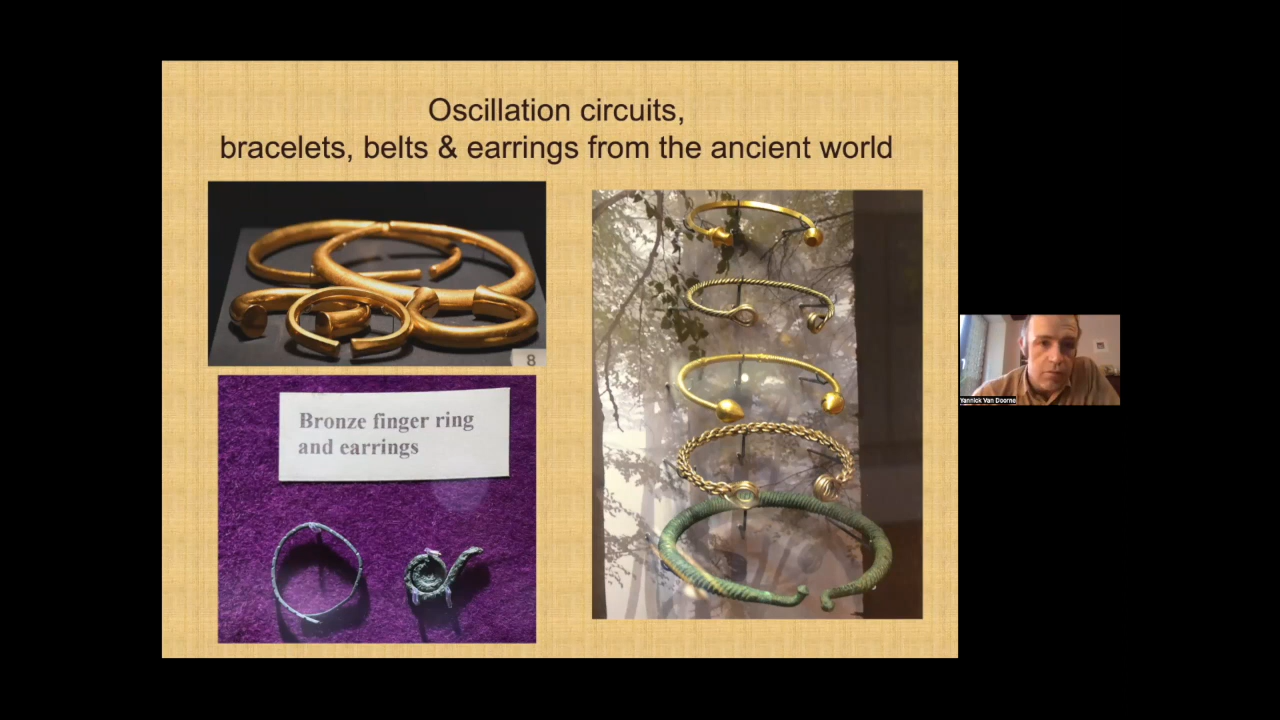 Oscillation circuits,
bracelets, belts & earrings from the ancient world
8
Bronze finger ring
and earrings
Yannick Van Doorne